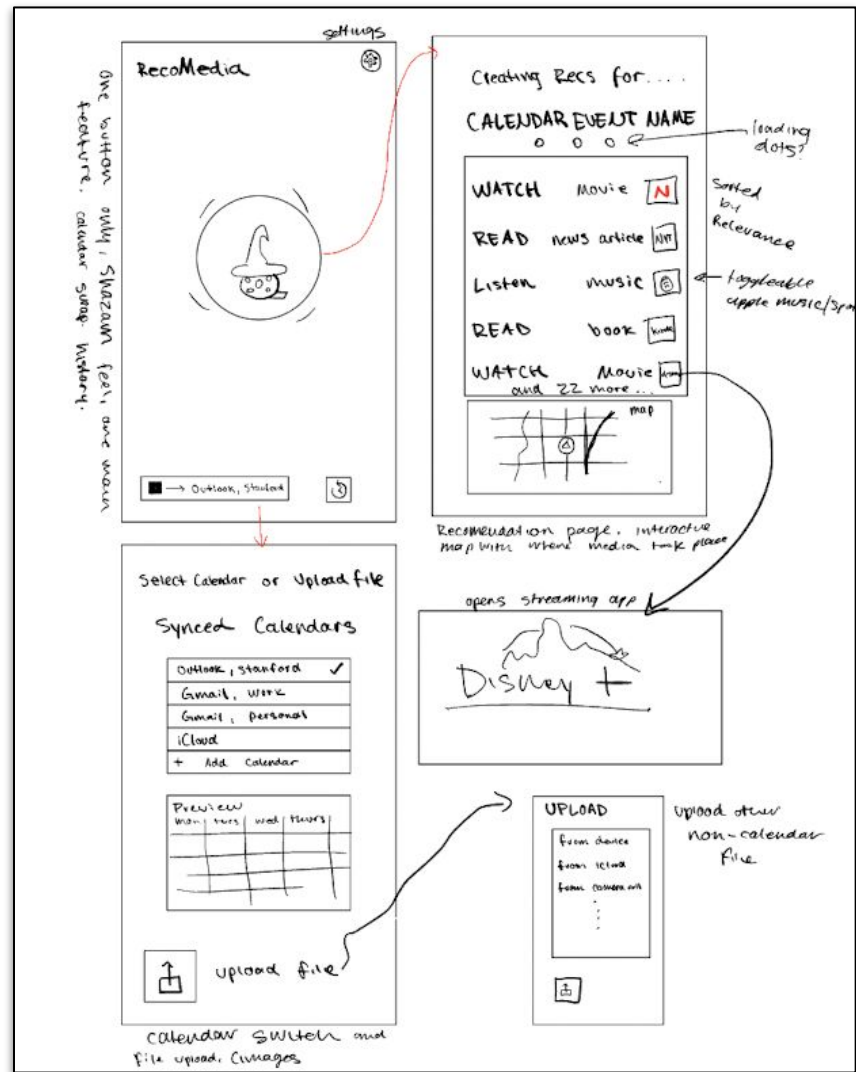 settings
RecoMedia
One button only, Shazam feel, one main
feature. calendar swap history.
→ Outlook, Stanford
Creating Recs for....
CALENDAR EVENT NAME
loading
dots?
WATCH Movie N
READ news article NYT
Listen music
READ book kindle
WATCH Movie
and 22 more...
Sorted
by
Relevance
toggleable
apple music/spo
map
Recomendation page, interactive
map with where media took place
Select Calendar or Upload file
Synced Calendars
Outlook, Stanford ✓
Gmail, work
Gmail, personal
iCloud
+ Add Calendar
Preview
mon tues wed thurs
upload file
calendar switch and
file upload. (images
opens streaming app
Disney +
UPLOAD
from device
from icloud
from camera roll
upload other
non-calendar
file